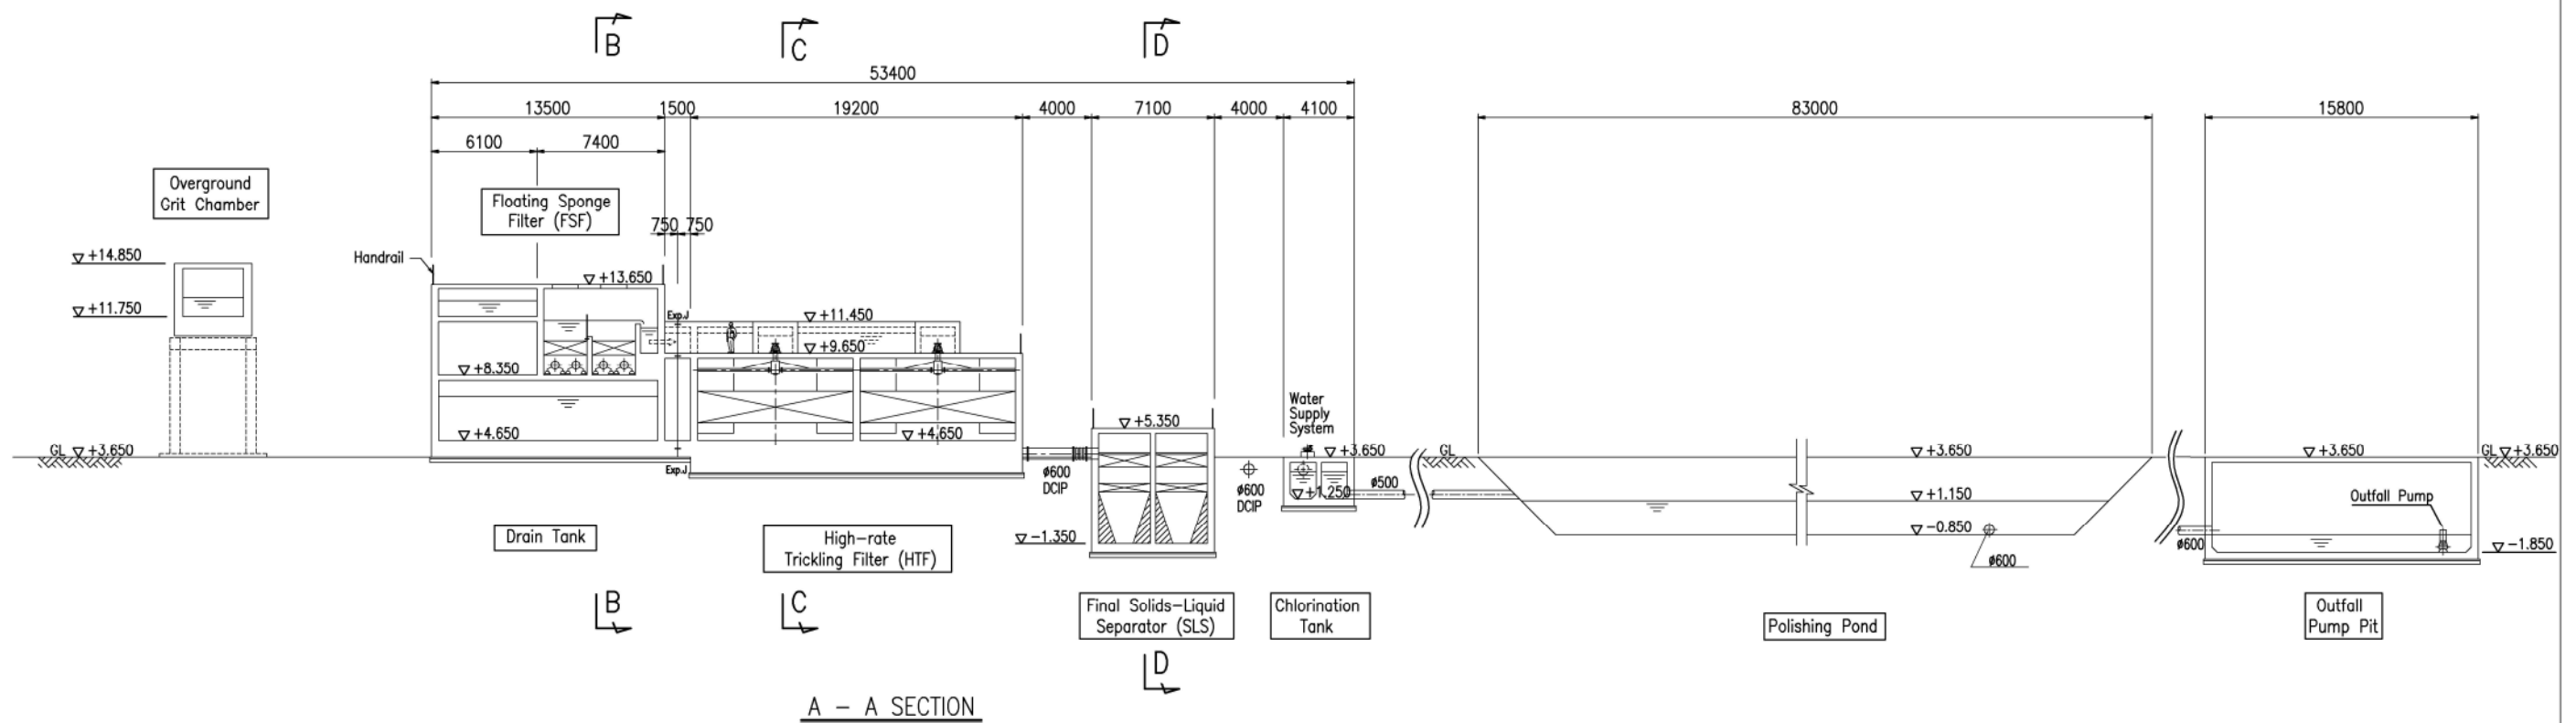 B
C
D
53400
13500
1500
19200
4000
7100
4000
4100
83000
15800
6100
7400
Overground
Grit Chamber
Floating Sponge
Filter (FSF)
750
750
Handrail
+14.850
+13.650
+11.750
Exp.J
+11.450
+9.650
+8.350
Water
Supply
System
+5.350
+4.650
+4.650
GL
+3.650
Exp.J
ø600
DCIP
ø600
DCIP
+3.650
+1.250
ø500
GL
+3.650
+1.150
-0.850
ø600
ø600
+3.650
GL
+3.650
Outfall Pump
-1.850
-1.350
Drain Tank
High-rate
Trickling Filter (HTF)
Final Solids-Liquid
Separator (SLS)
Chlorination
Tank
Polishing Pond
Outfall
Pump Pit
B
C
D
A - A SECTION